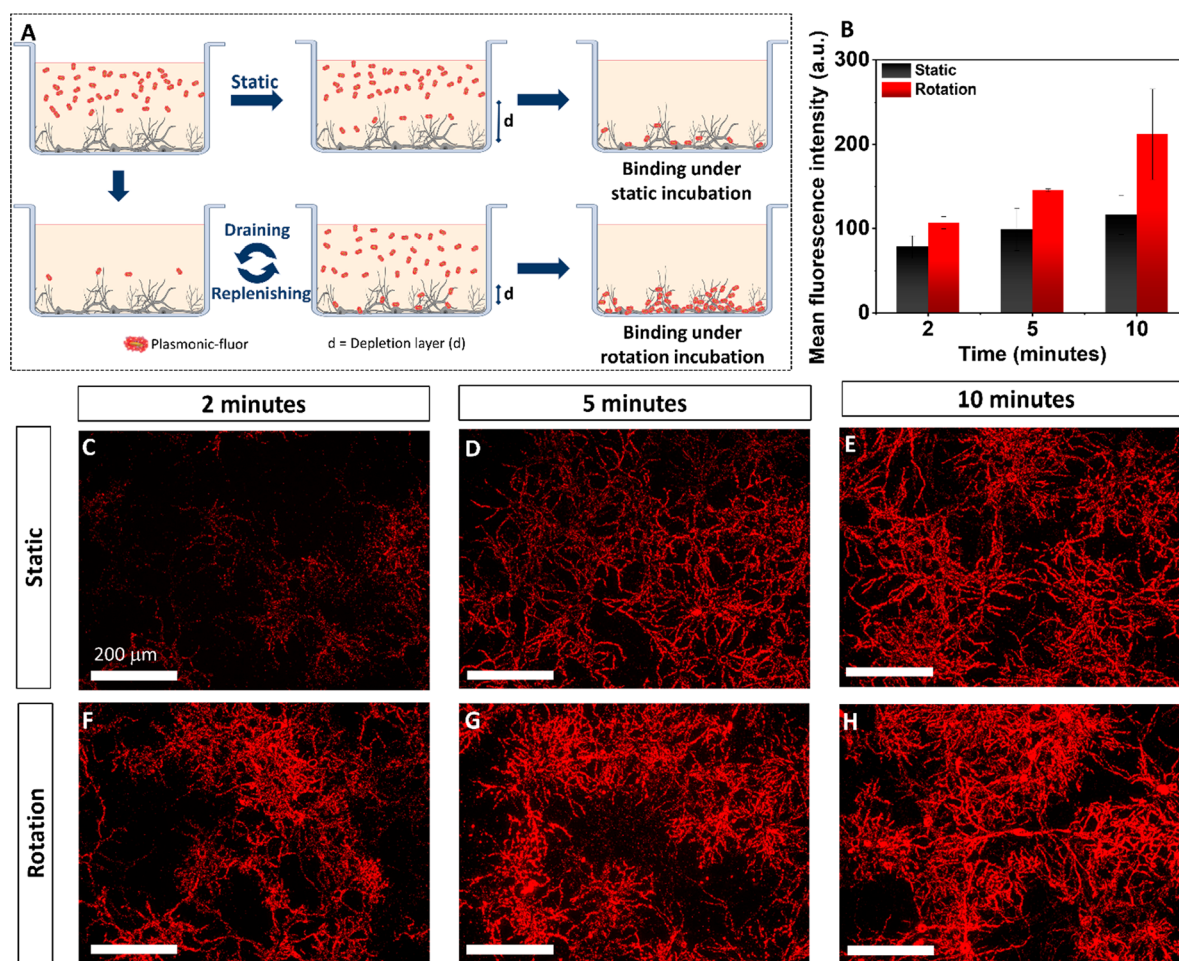 A
Static
d
Binding under
static incubation
Draining
Replenishing
d
Binding under
rotation incubation
Plasmonic-fluor
d = Depletion layer (d)
B
Mean fluorescence intensity (a.u.)
300
200
100
0
Static
Rotation
2
5
10
Time (minutes)
2 minutes
5 minutes
10 minutes
Static
C
200 μm
D
E
Rotation
F
G
H